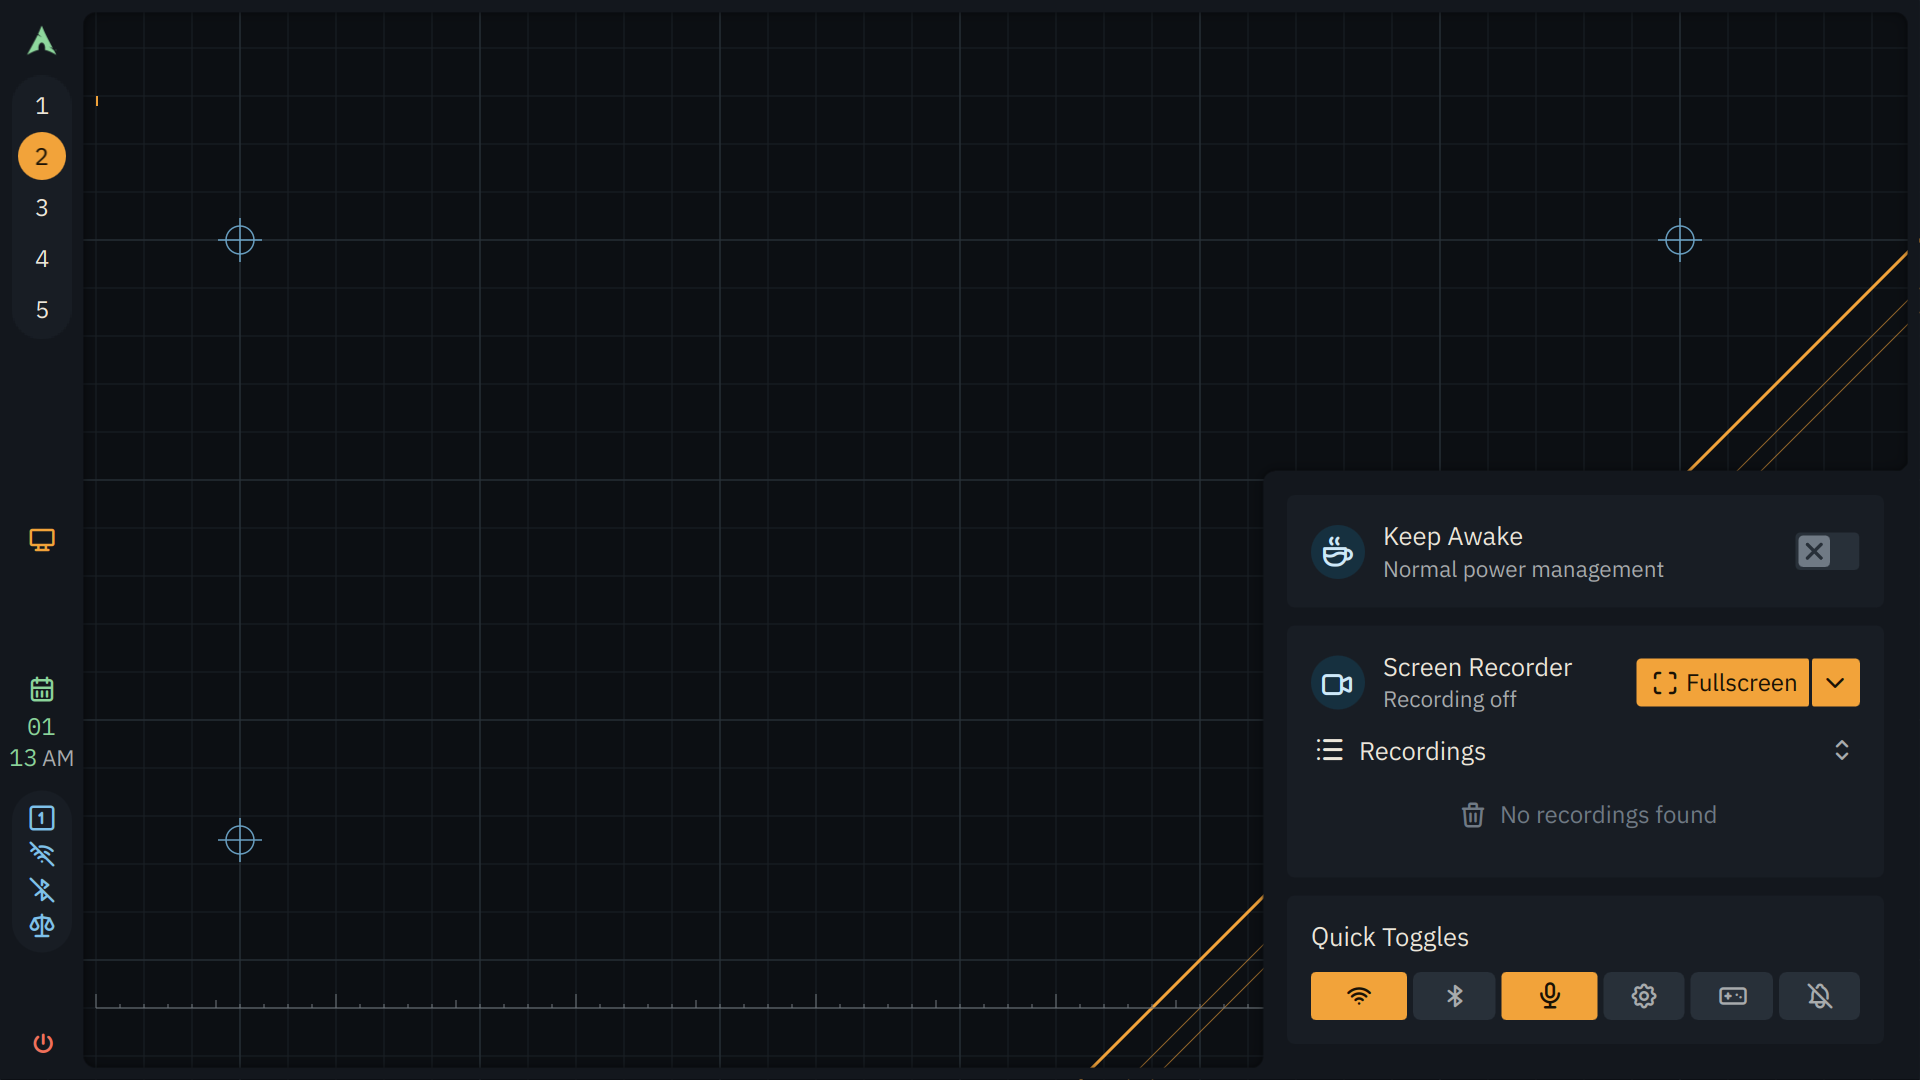 1
2
3
4
5
01
13 AM
1
Keep Awake
Normal power management
Screen Recorder
Recording off
Fullscreen
Recordings
No recordings found
Quick Toggles